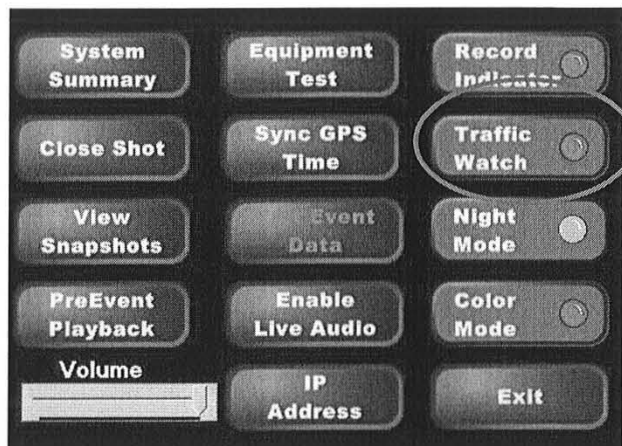 System
Summary
Equipment
Test
Record
Indicator
Close Shot
Sync GPS
Time
Traffic
Watch
View
Snapshots
Event
Data
Night
Mode
PreEvent
Playback
Enable
Live Audio
Color
Mode
Volume
IP
Address
Exit